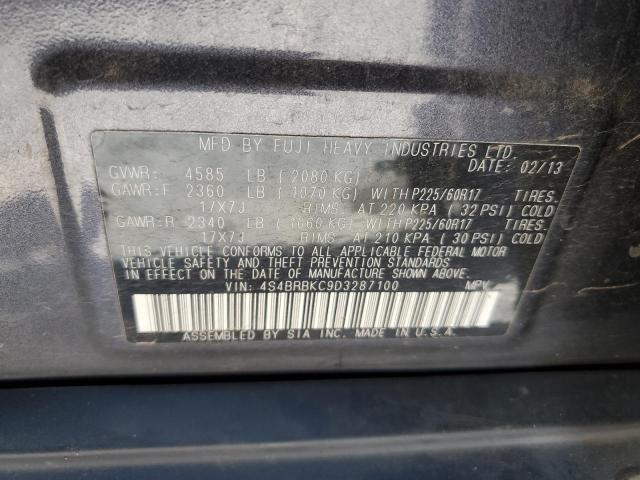 MFD BY FUJI HEAVY INDUSTRIES LTD.
DATE: 02/13
GVWR: 4585 LB (2080 KG)
GAWR:F 2360 LB (1070 KG) WITH P225/60R17 TIRES.
17X7J RIMS. AT 220 KPA (32 PSI) COLD
GAWR:R 2340 LB (1060 KG) WITH P225/60R17 TIRES.
17X7J RIMS. AT 210 KPA (30 PSI) COLD
THIS VEHICLE CONFORMS TO ALL APPLICABLE FEDERAL MOTOR
VEHICLE SAFETY AND THEFT PREVENTION STANDARDS IN
EFFECT ON THE DATE OF MANUFACTURE SHOWN ABOVE.
VIN: 4S4BRBKC9D3287100 MPV
ASSEMBLED BY SIA INC. MADE IN U.S.A.